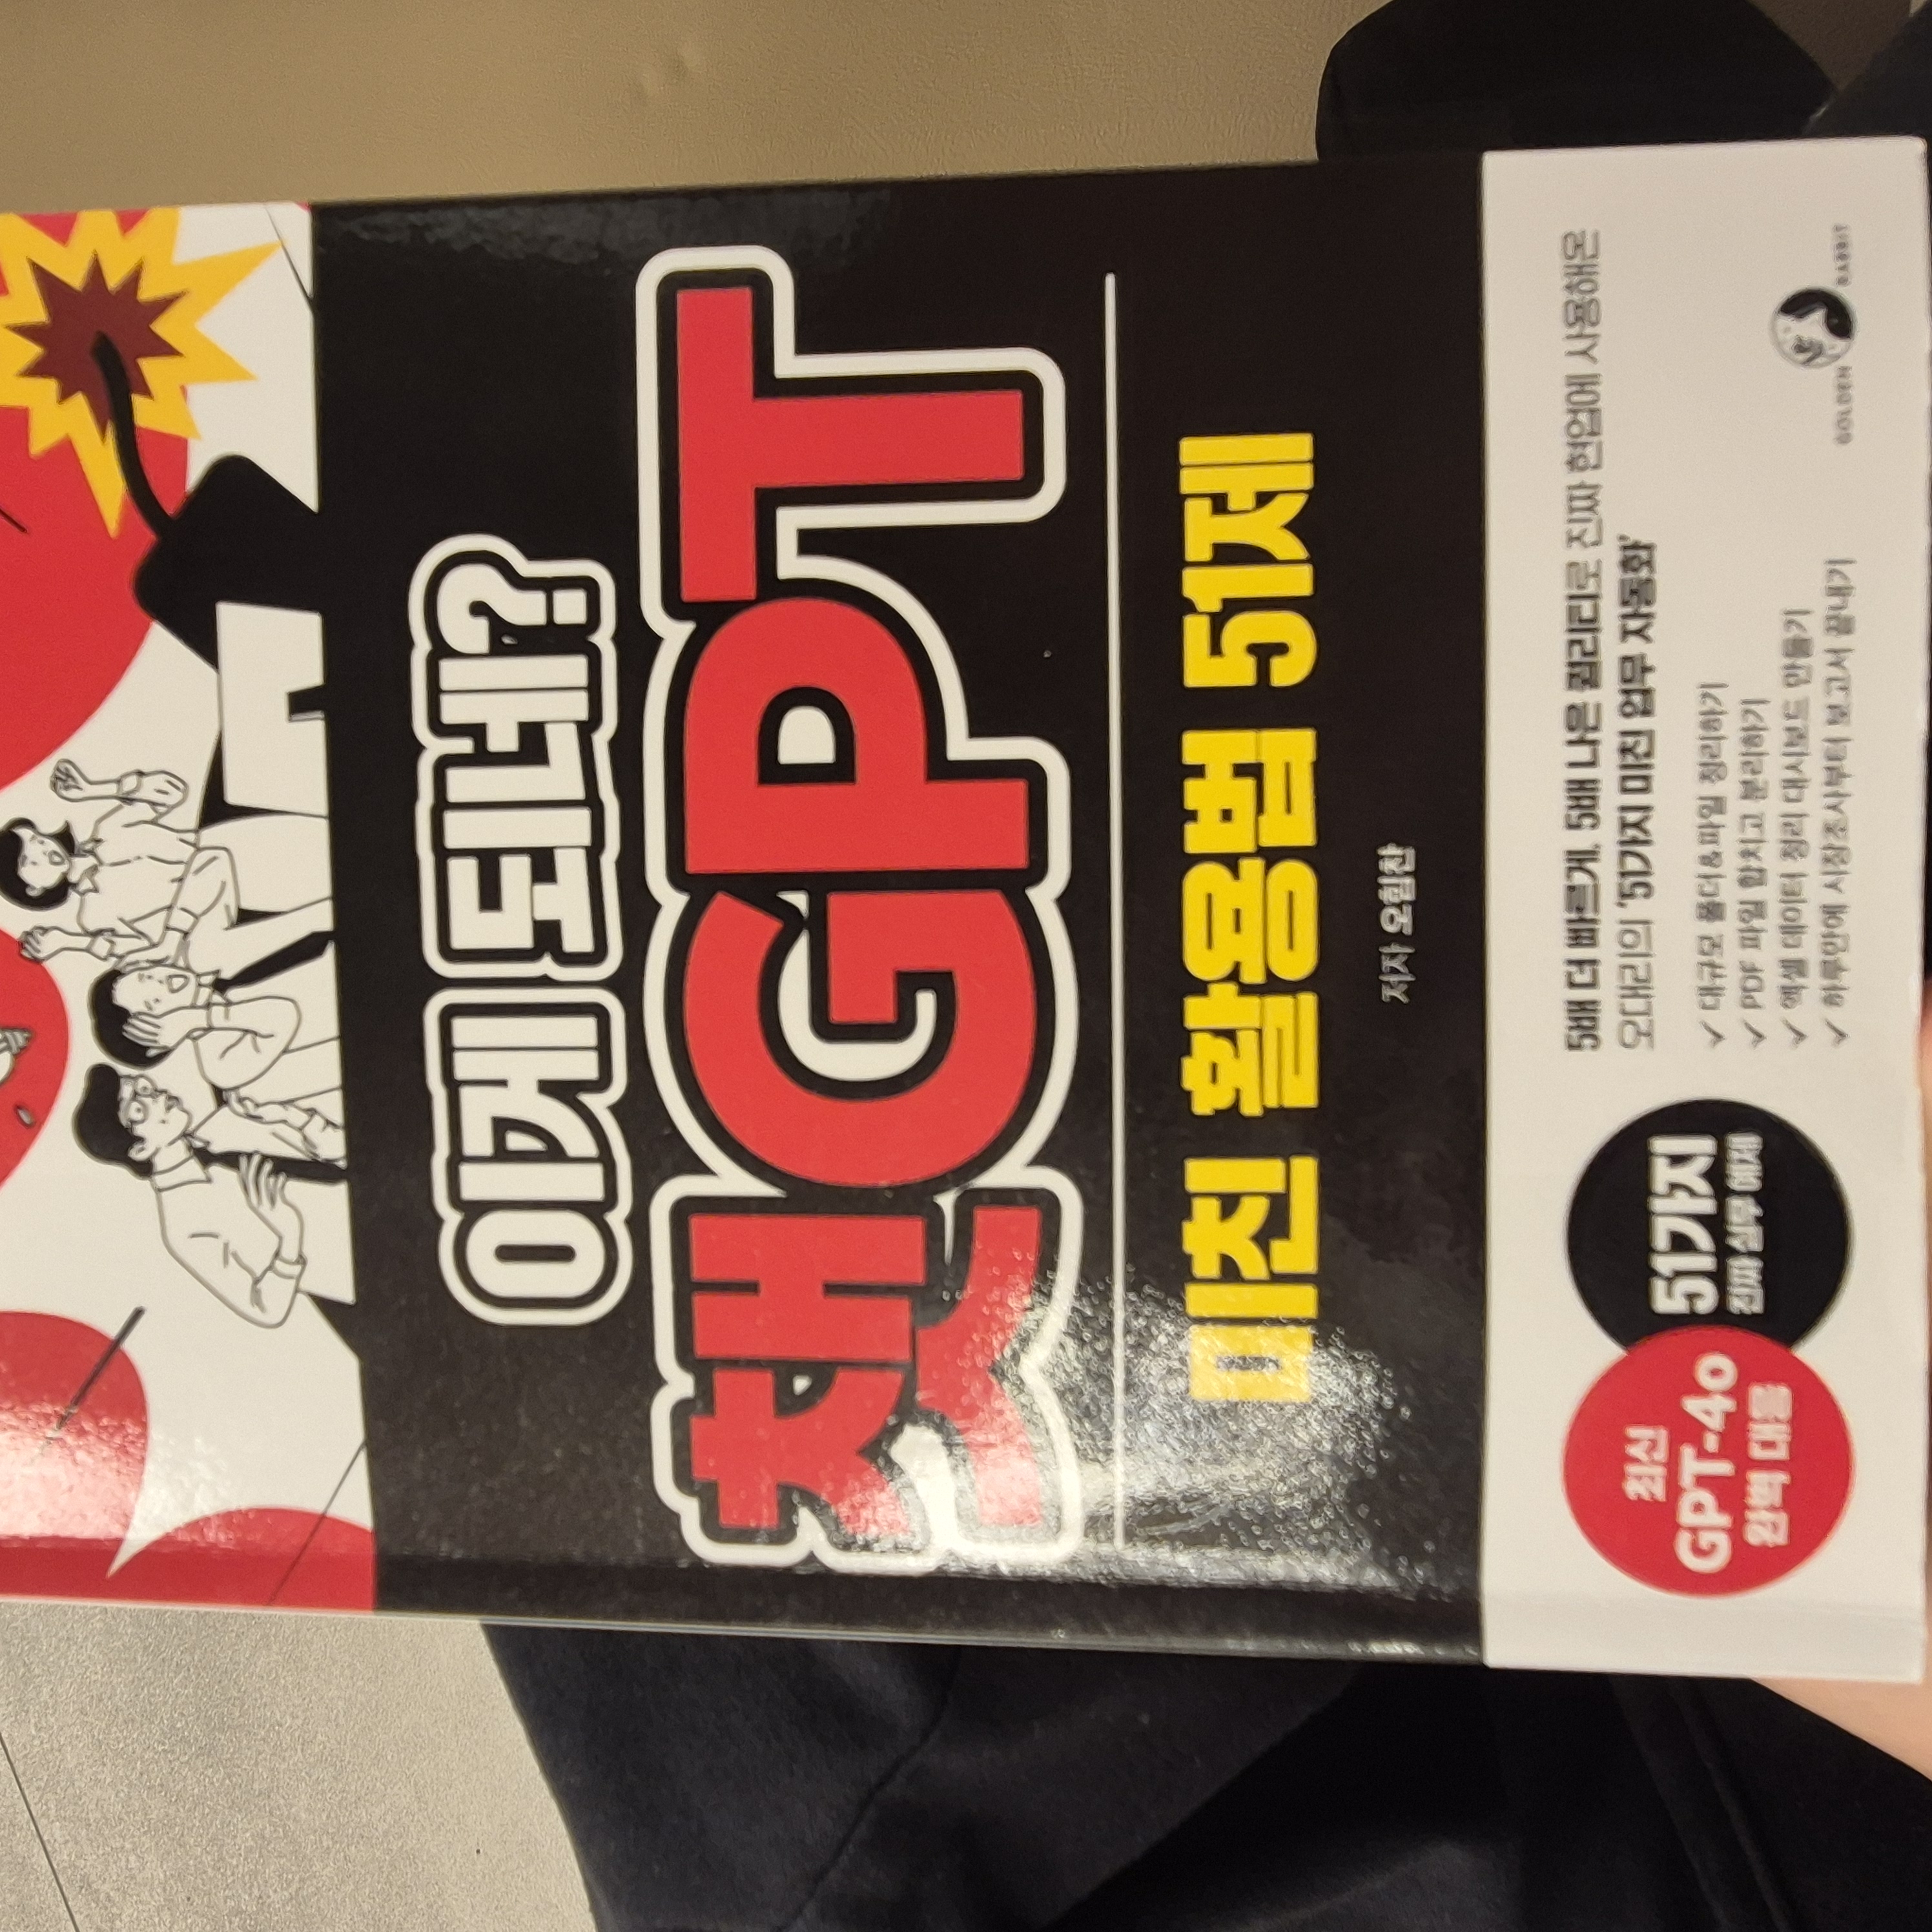 이게 되네?
챗GPT
미친 활용법 51제
저자 오힘찬
최신
GPT-4o
완벽 대응
51가지
진짜 실무 예제
5배 더 빠르게, 5배 나은 퀄리티로 진짜 현업에 사용해온
오대리의 '51가지 미친 업무 자동화'
✓ 대규모 폴더&파일 정리하기
✓ PDF 파일 합치고 분리하기
✓ 엑셀 데이터 정리 대시보드 만들기
✓ 하루만에 시장조사부터 보고서 끝내기
GOLDEN RABBIT